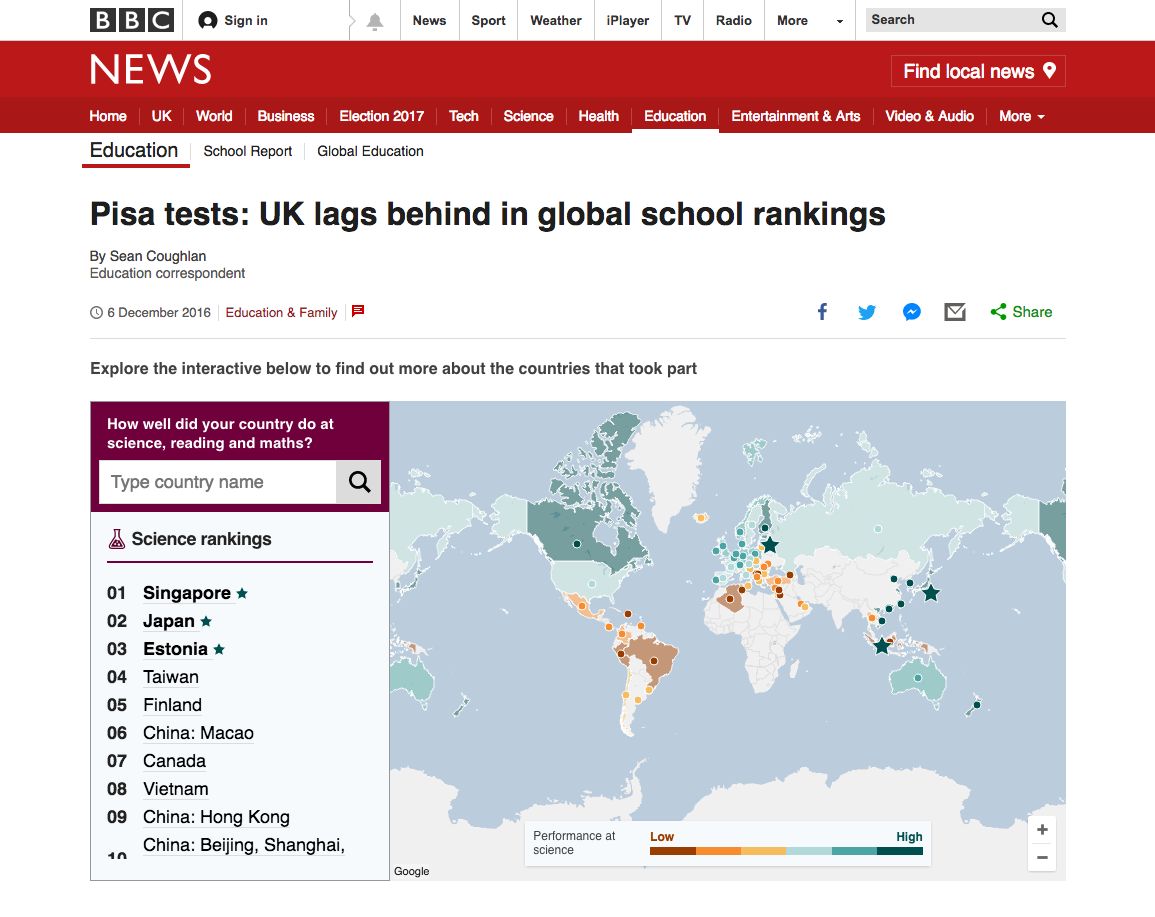 BBC Sign in News Sport Weather iPlayer TV Radio More Search
NEWS
Find local news
Home UK World Business Election 2017 Tech Science Health Education Entertainment & Arts Video & Audio More
Education School Report Global Education
Pisa tests: UK lags behind in global school rankings
By Sean Coughlan
Education correspondent
6 December 2016 Education & Family
Share
Explore the interactive below to find out more about the countries that took part
How well did your country do at
science, reading and maths?
Type country name
Science rankings
01 Singapore
02 Japan
03 Estonia
04 Taiwan
05 Finland
06 China: Macao
07 Canada
08 Vietnam
09 China: Hong Kong
10 China: Beijing, Shanghai,
Performance at
science
Low High
+
−
Google